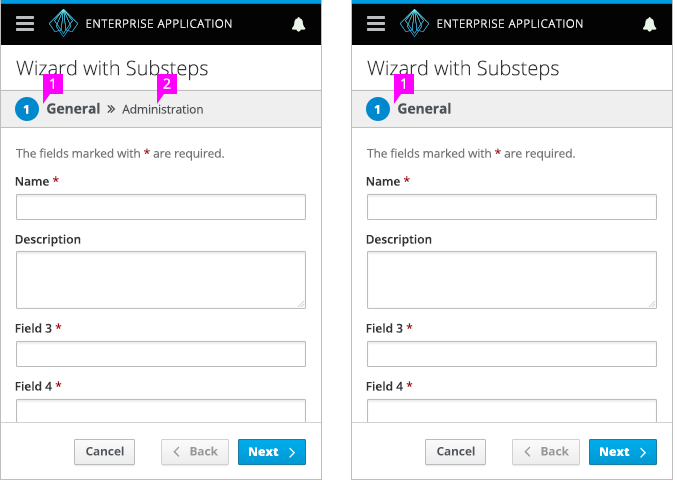 ENTERPRISE APPLICATION
Wizard with Substeps
1 2
1 General » Administration
The fields marked with * are required.
Name *
Description
Field 3 *
Field 4 *
Cancel < Back Next >
ENTERPRISE APPLICATION
Wizard with Substeps
1
1 General
The fields marked with * are required.
Name *
Description
Field 3 *
Field 4 *
Cancel < Back Next >